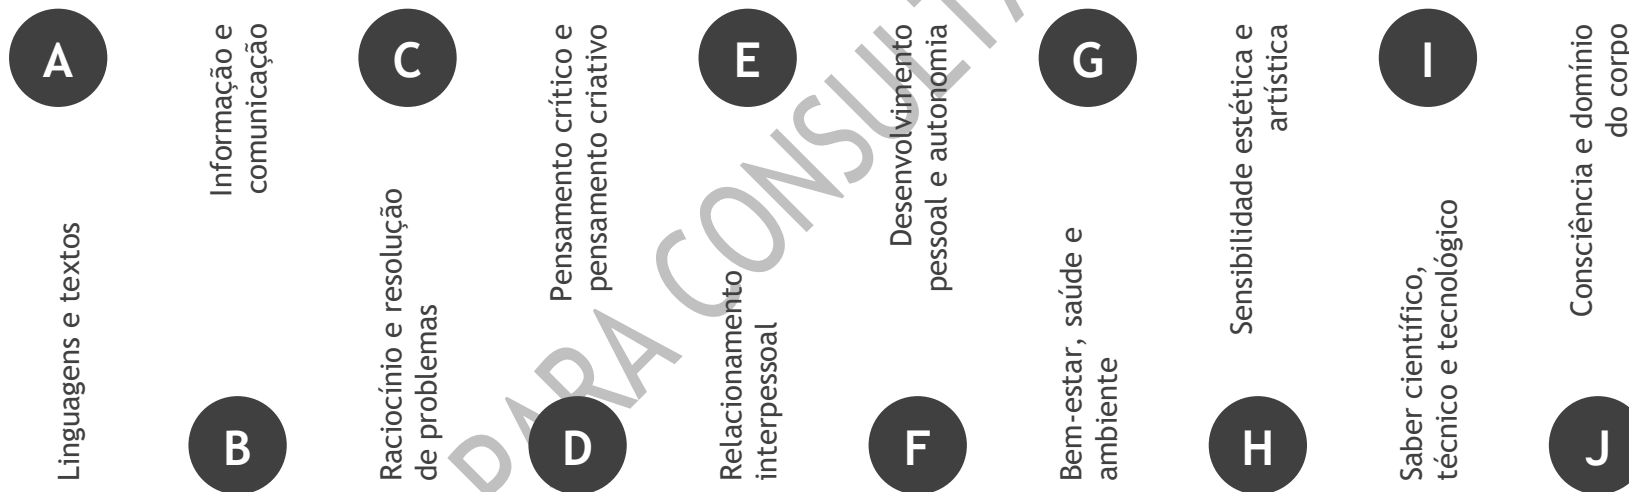 A
Linguagens e textos
Informação e
comunicação
B
C
Raciocínio e resolução
de problemas
Pensamento crítico e
pensamento criativo
D
E
Relacionamento
interpessoal
Desenvolvimento
pessoal e autonomia
F
G
Bem-estar, saúde e
ambiente
Sensibilidade estética e
artística
H
I
Saber científico,
técnico e tecnológico
Consciência e domínio
do corpo
J
PARA CONSULTA